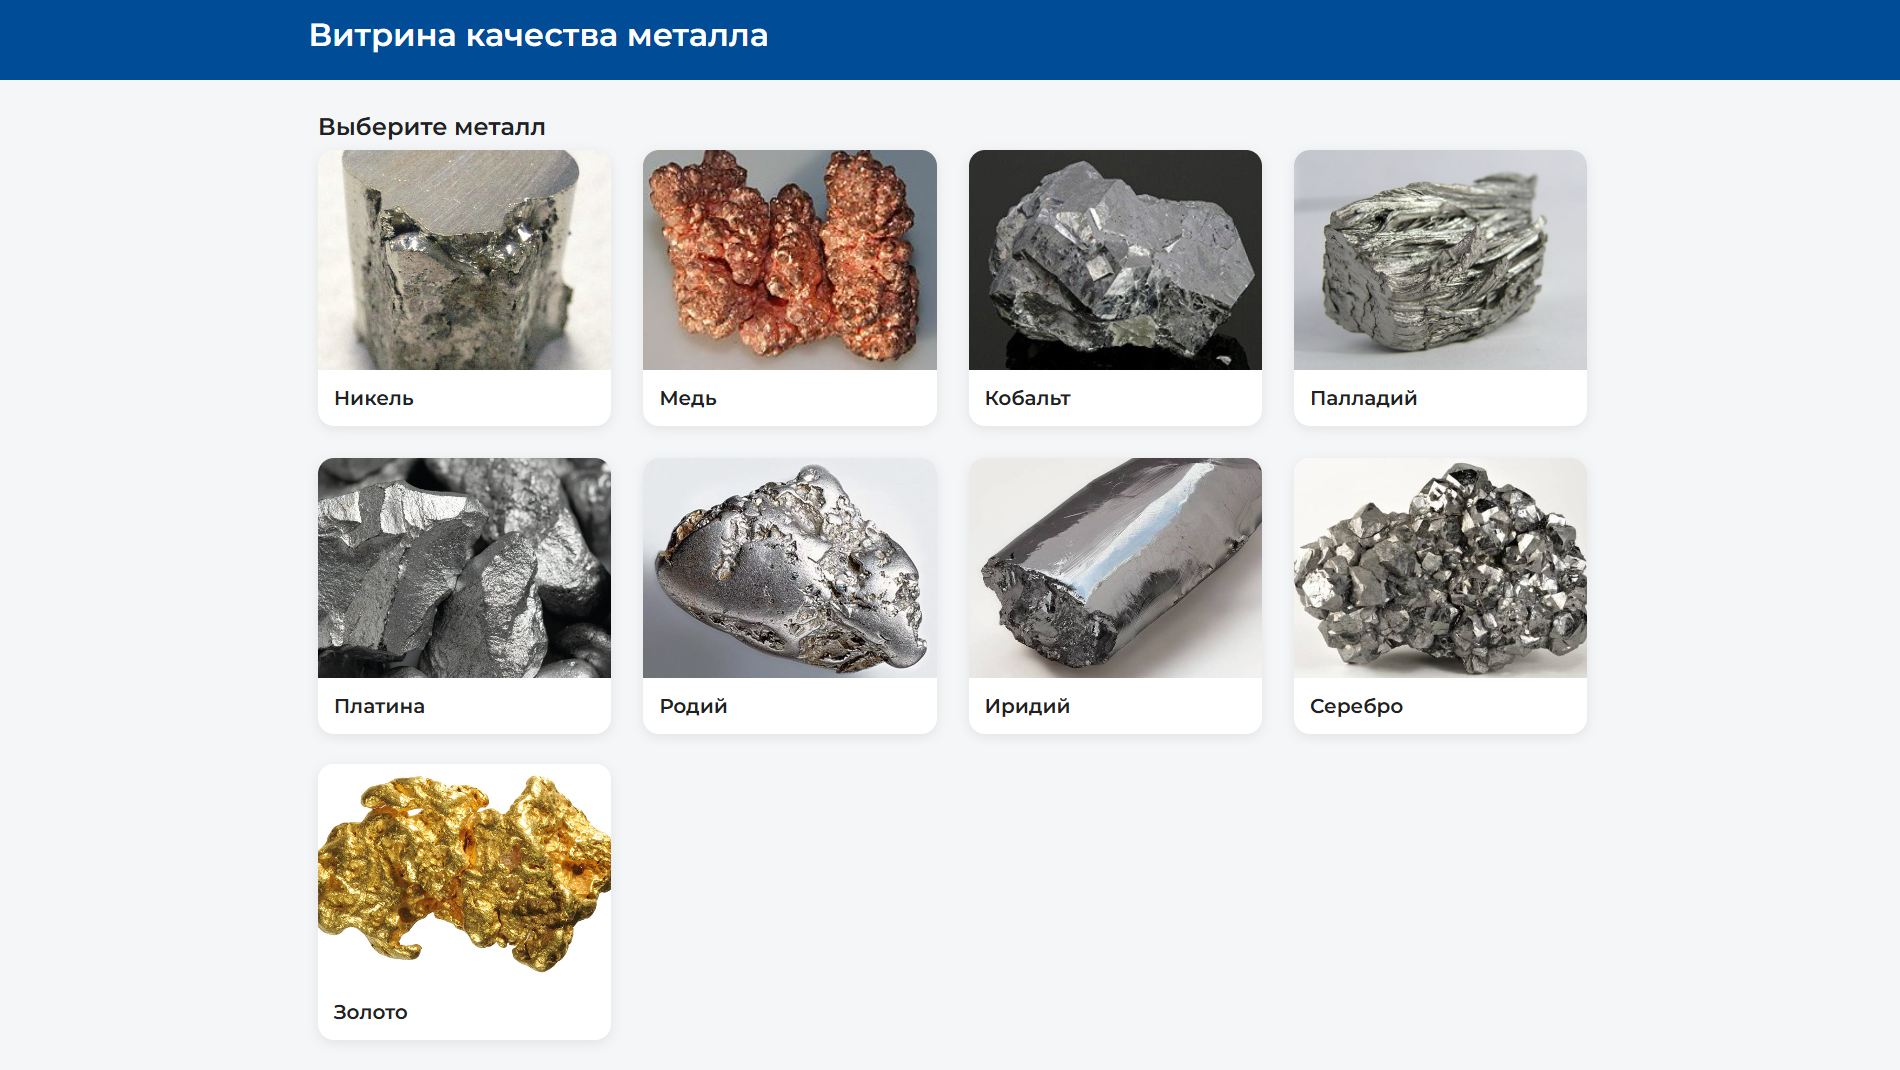 Витрина качества металла
Выберите металл
Никель
Медь
Кобальт
Палладий
Платина
Родий
Иридий
Серебро
Золото